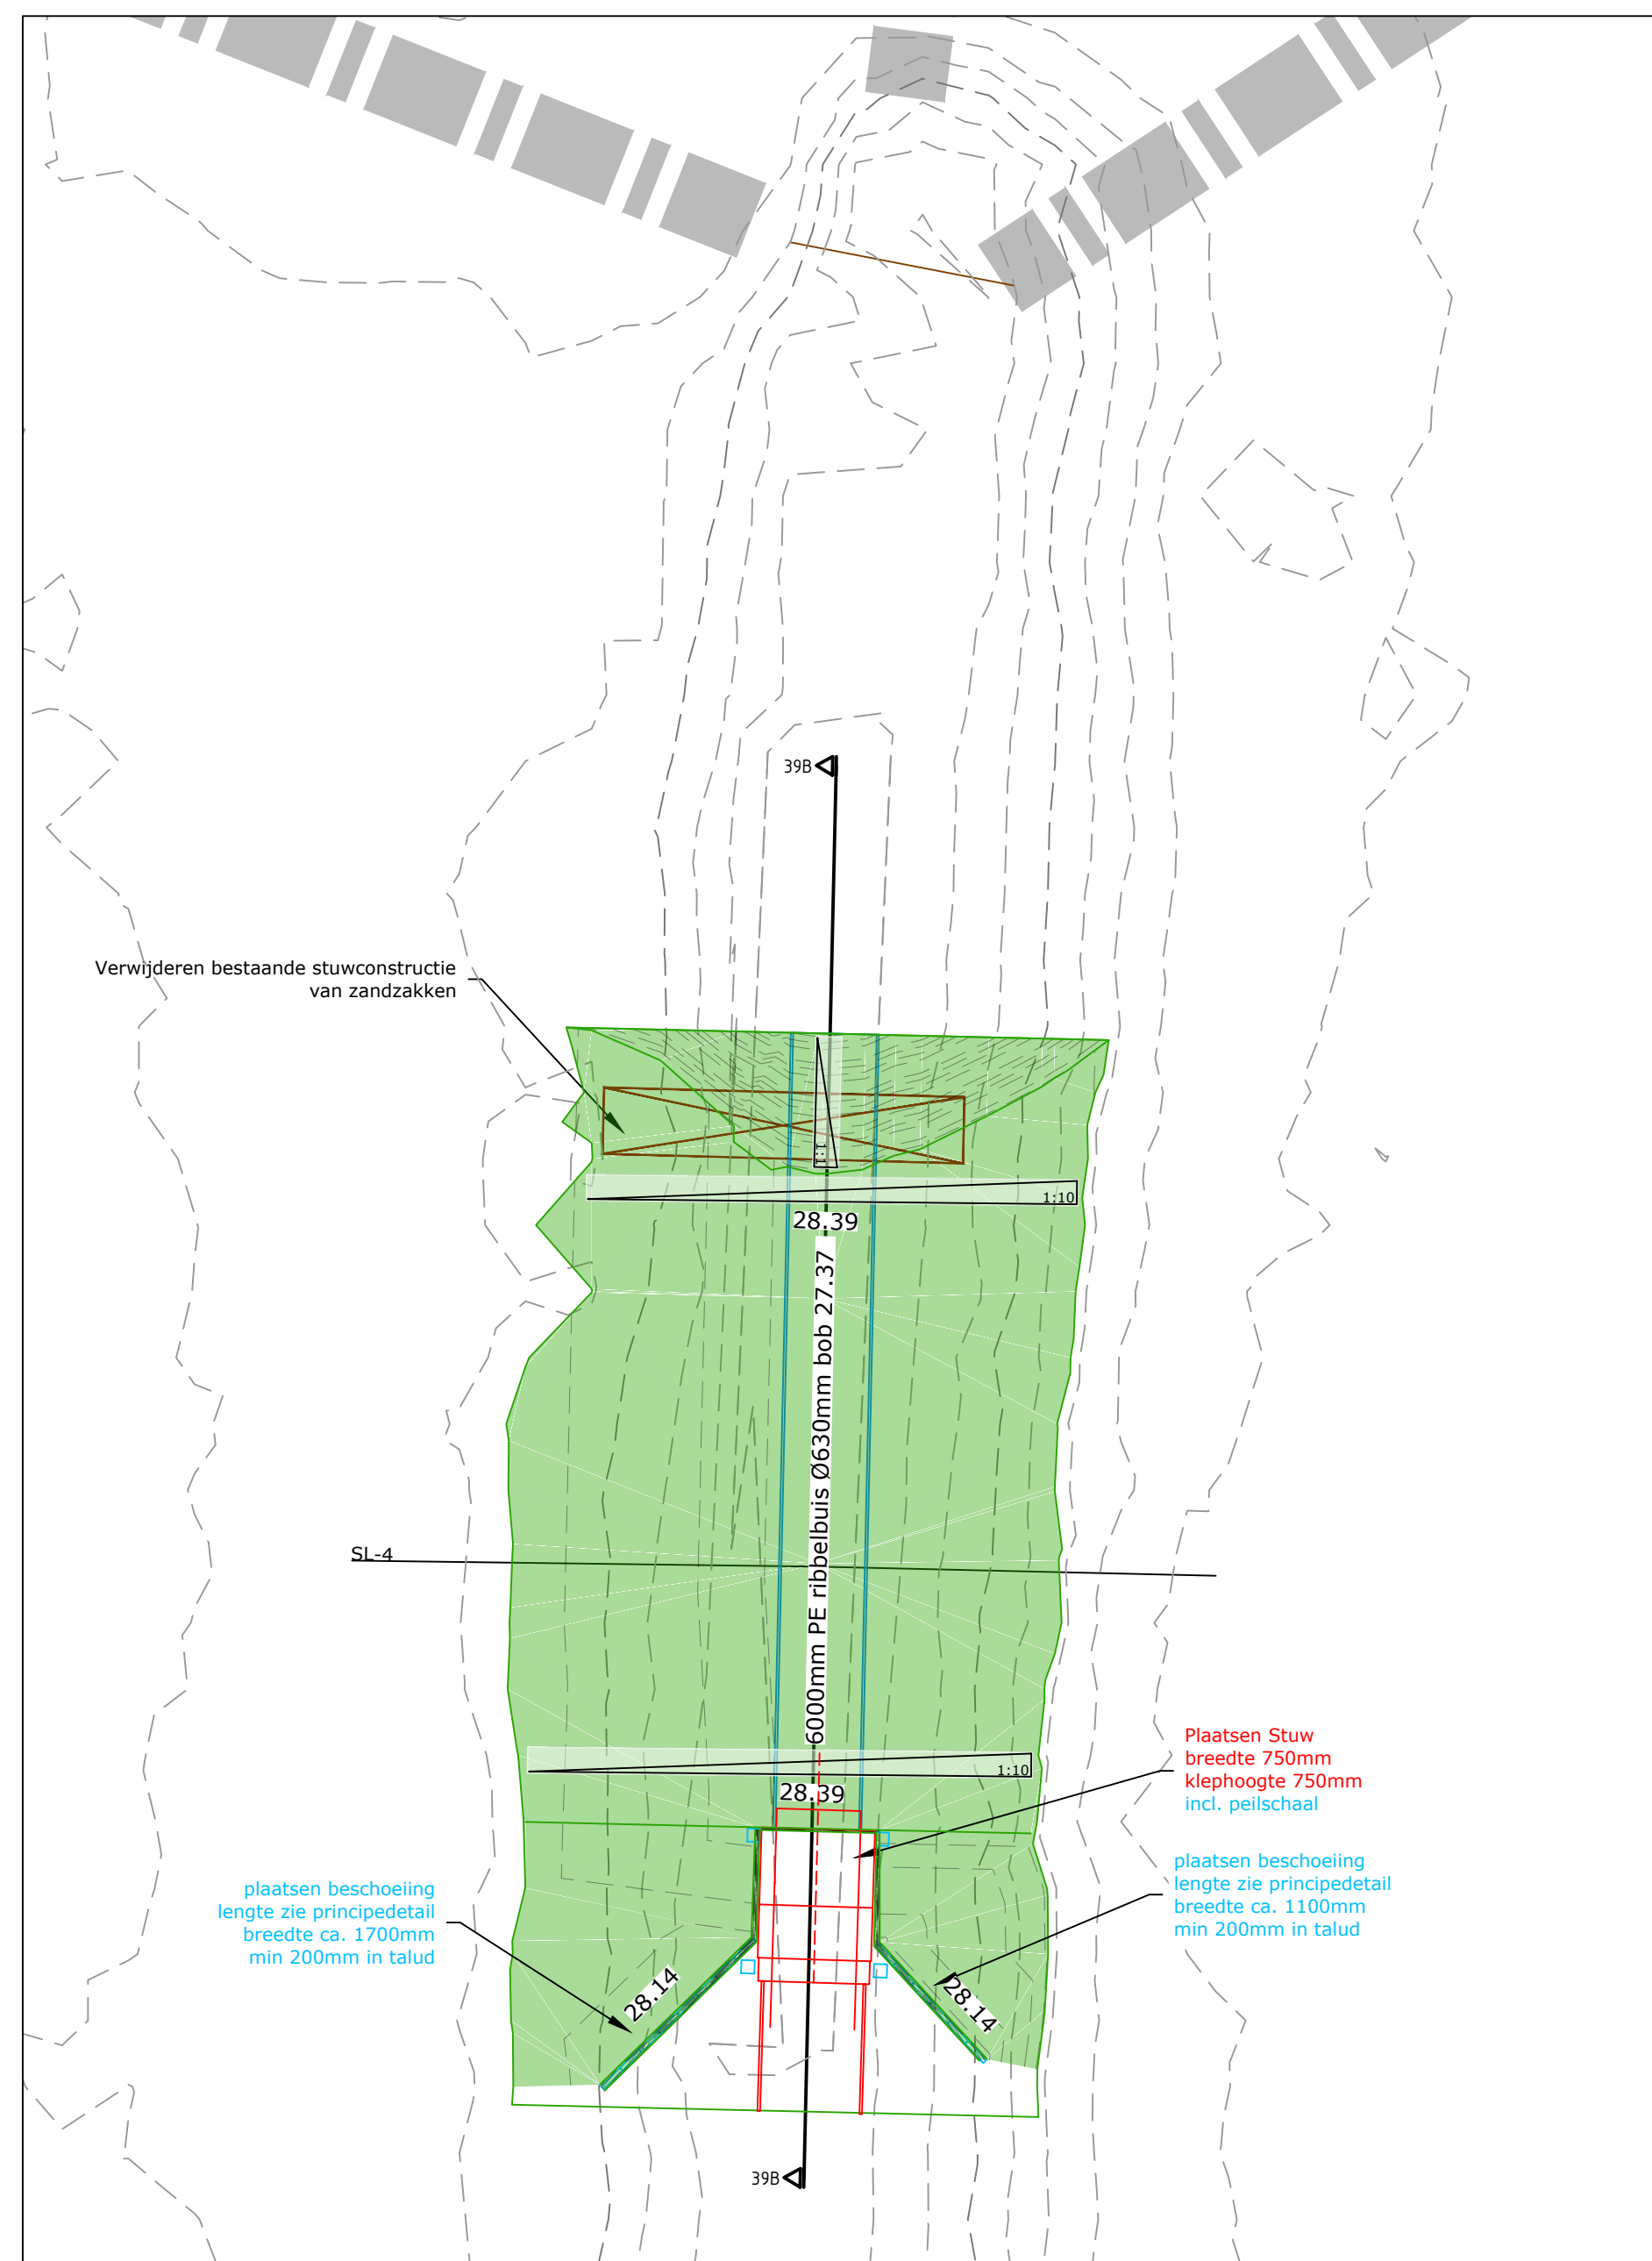 39B
Verwijderen bestaande stuwconstructie
van zandzakken
1:1
1:10
28.39
6000mm PE ribbelbuis Ø630mm bob 27.37
SL-4
1:10
28.39
Plaatsen Stuw
breedte 750mm
klephoogte 750mm
incl. peilschaal
plaatsen beschoeiing
lengte zie principedetail
breedte ca. 1100mm
min 200mm in talud
plaatsen beschoeiing
lengte zie principedetail
breedte ca. 1700mm
min 200mm in talud
28.14
28.14
39B